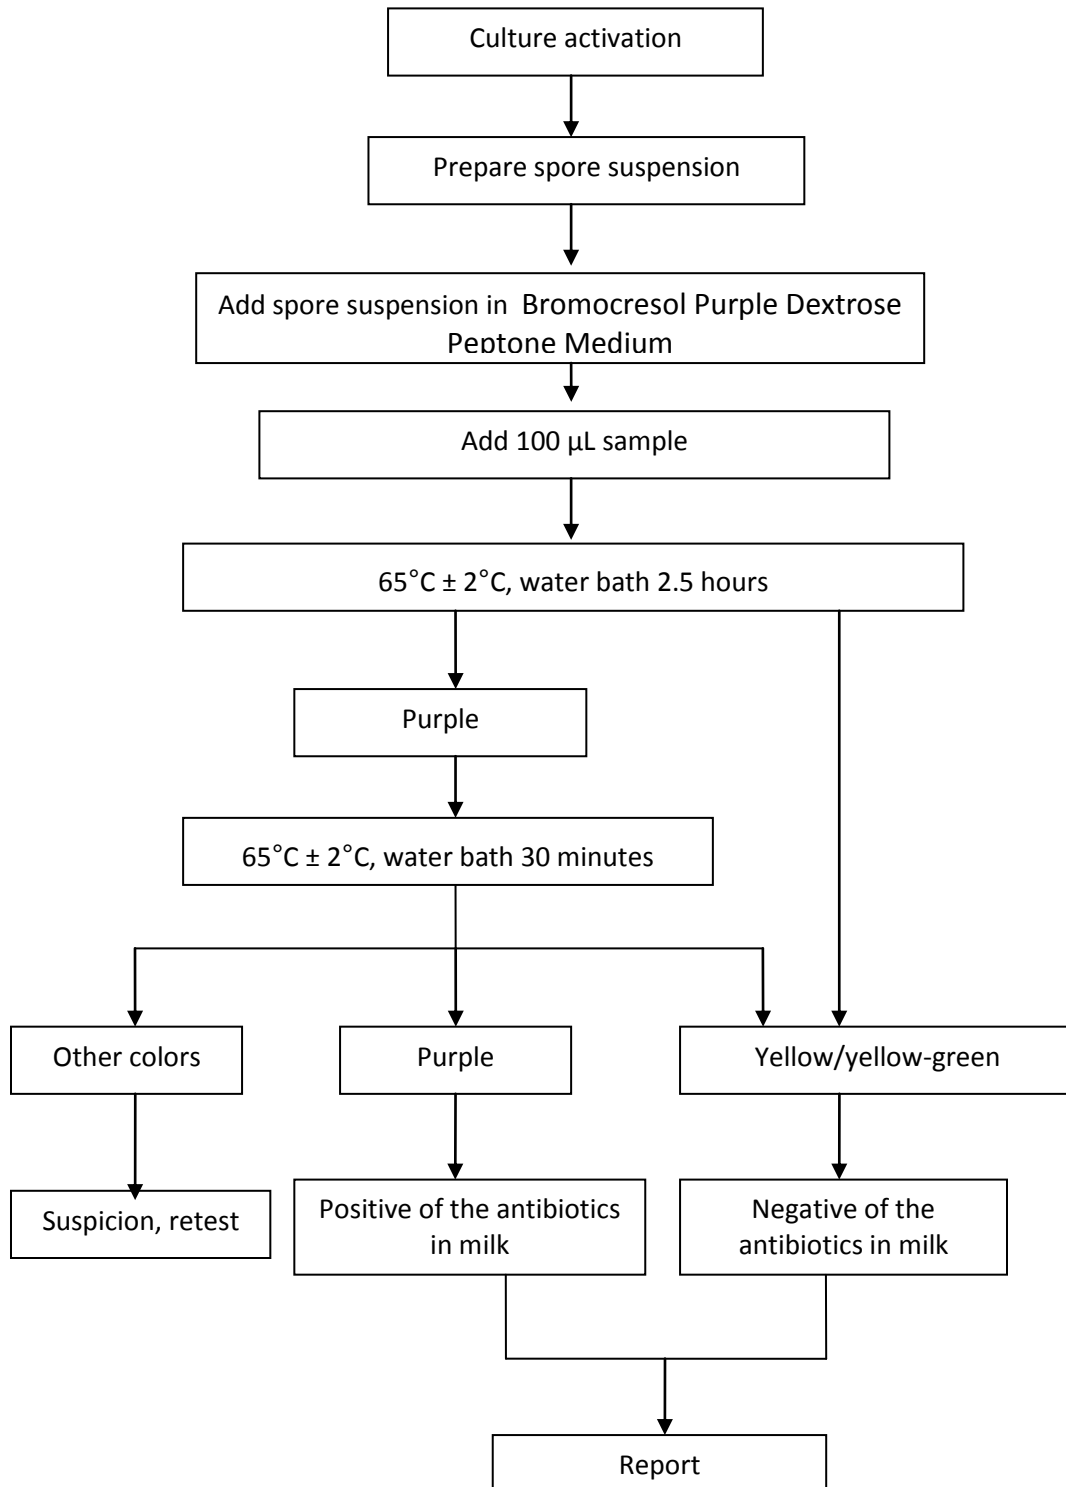 Culture activation
Prepare spore suspension
Add spore suspension in Bromocresol Purple Dextrose
Peptone Medium
Add 100 µL sample
65°C ± 2°C, water bath 2.5 hours
Purple
65°C ± 2°C, water bath 30 minutes
Other colors
Purple
Yellow/yellow-green
Suspicion, retest
Positive of the antibiotics
in milk
Negative of the
antibiotics in milk
Report